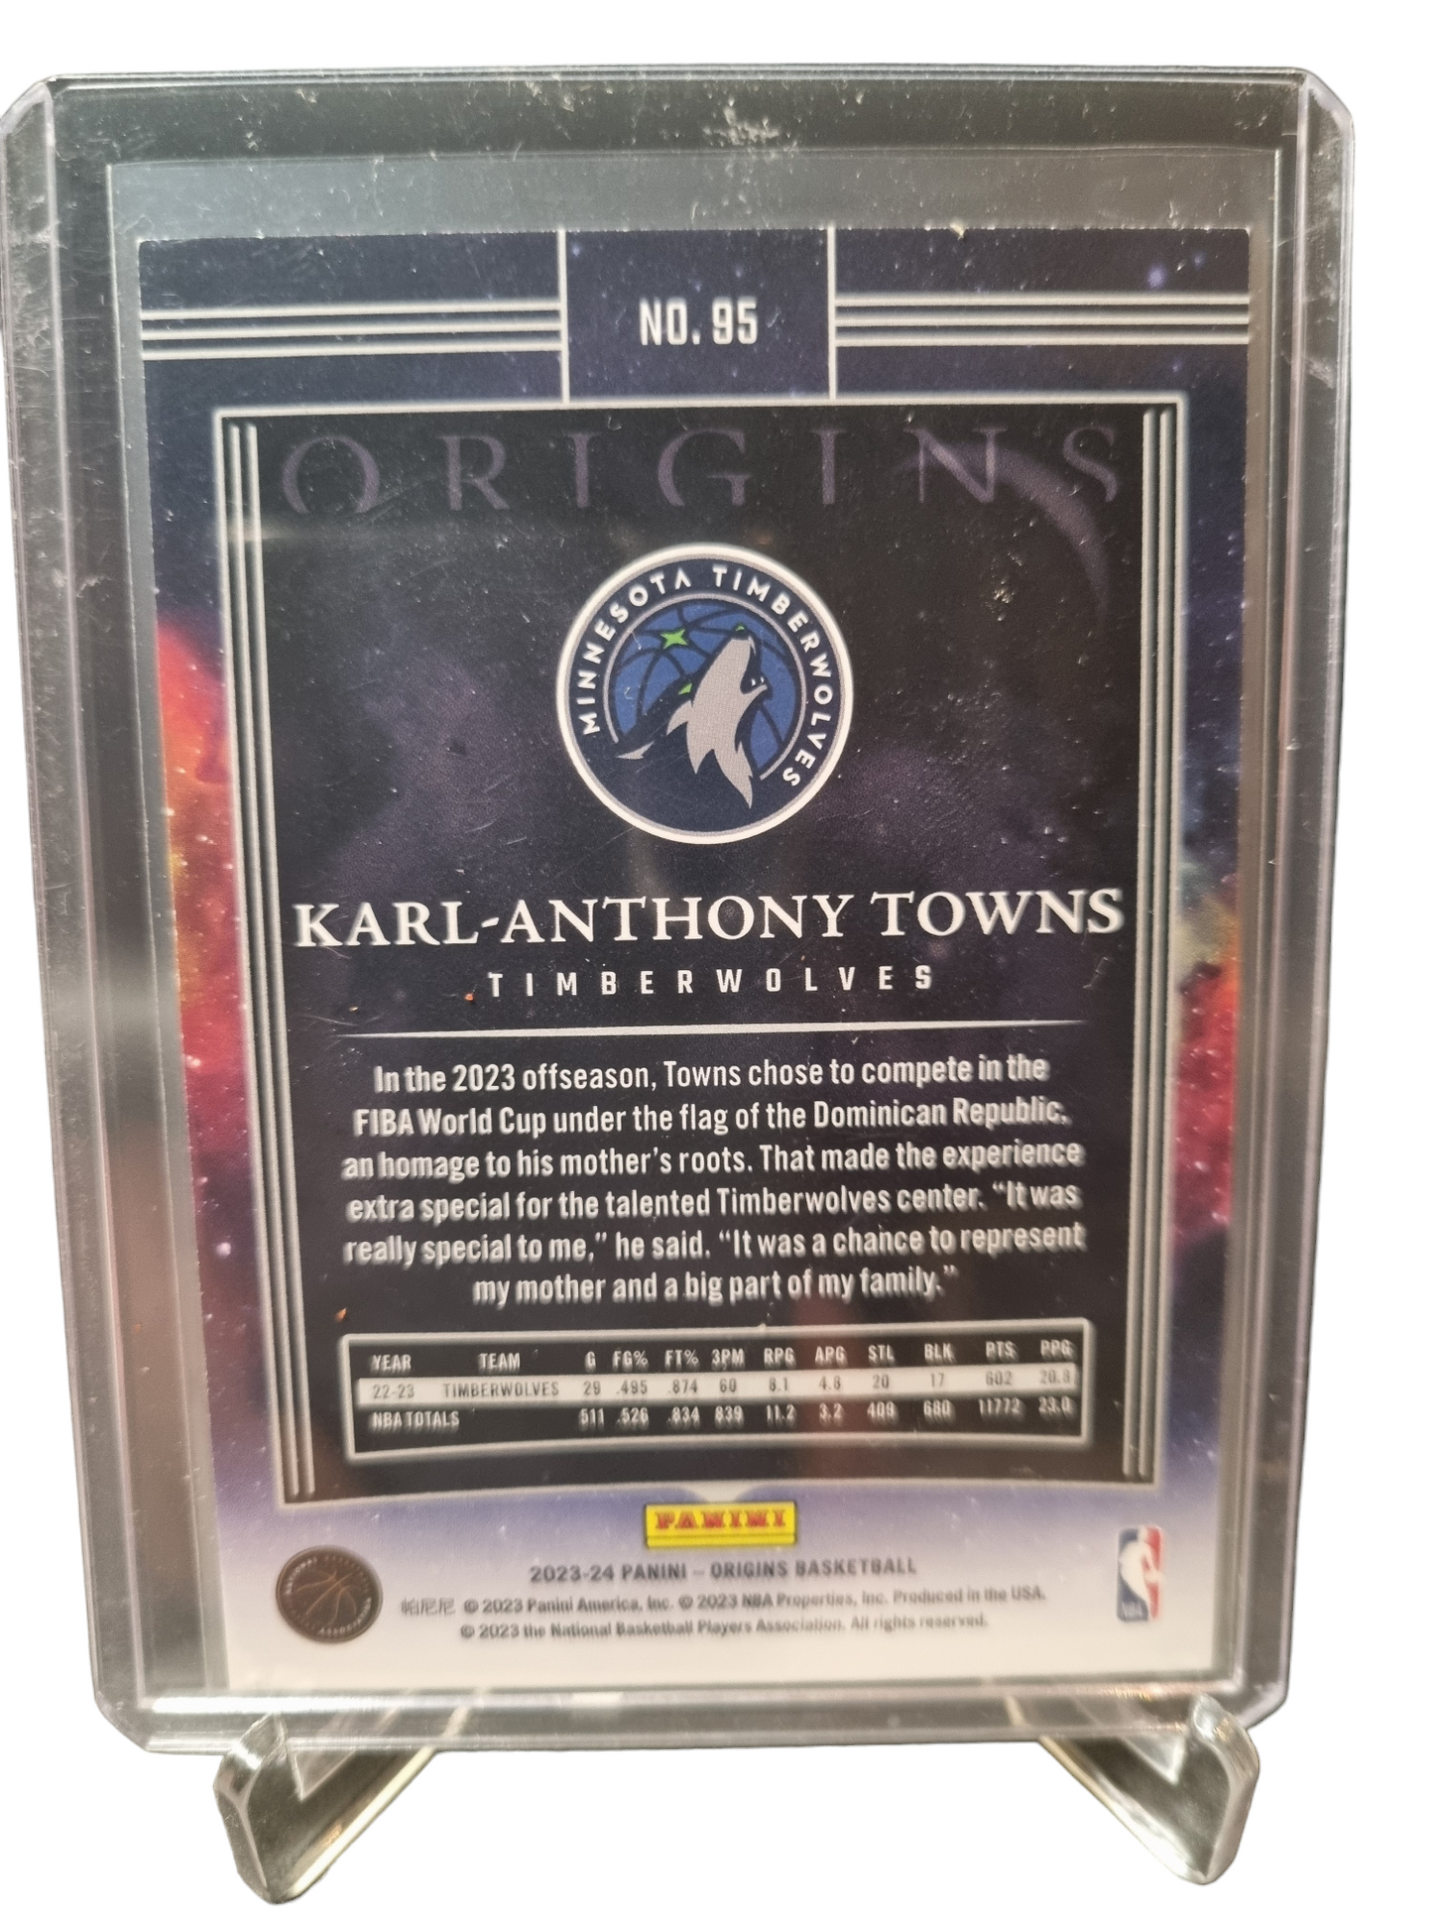 NO. 95
ORIGINS
MINNESOTA TIMBERWOLVES
KARL-ANTHONY TOWNS
TIMBERWOLVES
In the 2023 offseason, Towns chose to compete in the
FIBA World Cup under the flag of the Dominican Republic,
an homage to his mother's roots. That made the experience
extra special for the talented Timberwolves center. “It was
really special to me,” he said. “It was a chance to represent
my mother and a big part of my family.”
YEAR TEAM G FG% FT% 3PM RPG APG STL BLK PTS PPG
22-23 TIMBERWOLVES 29 .495 .874 60 8.1 4.8 20 17 602 20.8
NBA TOTALS 511 .526 .834 839 11.2 3.2 409 680 11772 23.0
PANINI
2023-24 PANINI – ORIGINS BASKETBALL
帕尼尼 © 2023 Panini America, Inc. © 2023 NBA Properties, Inc. Produced in the USA.
© 2023 the National Basketball Players Association. All rights reserved.